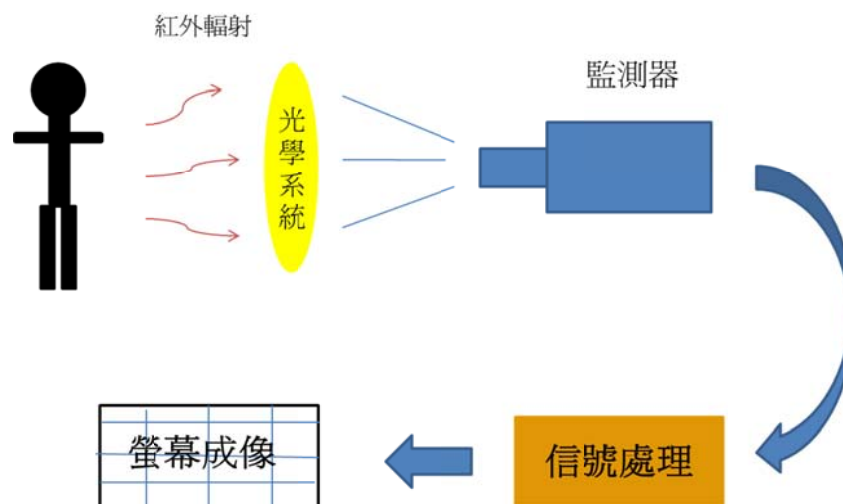 紅外輻射
監測器
光學系統
信號處理
螢幕成像